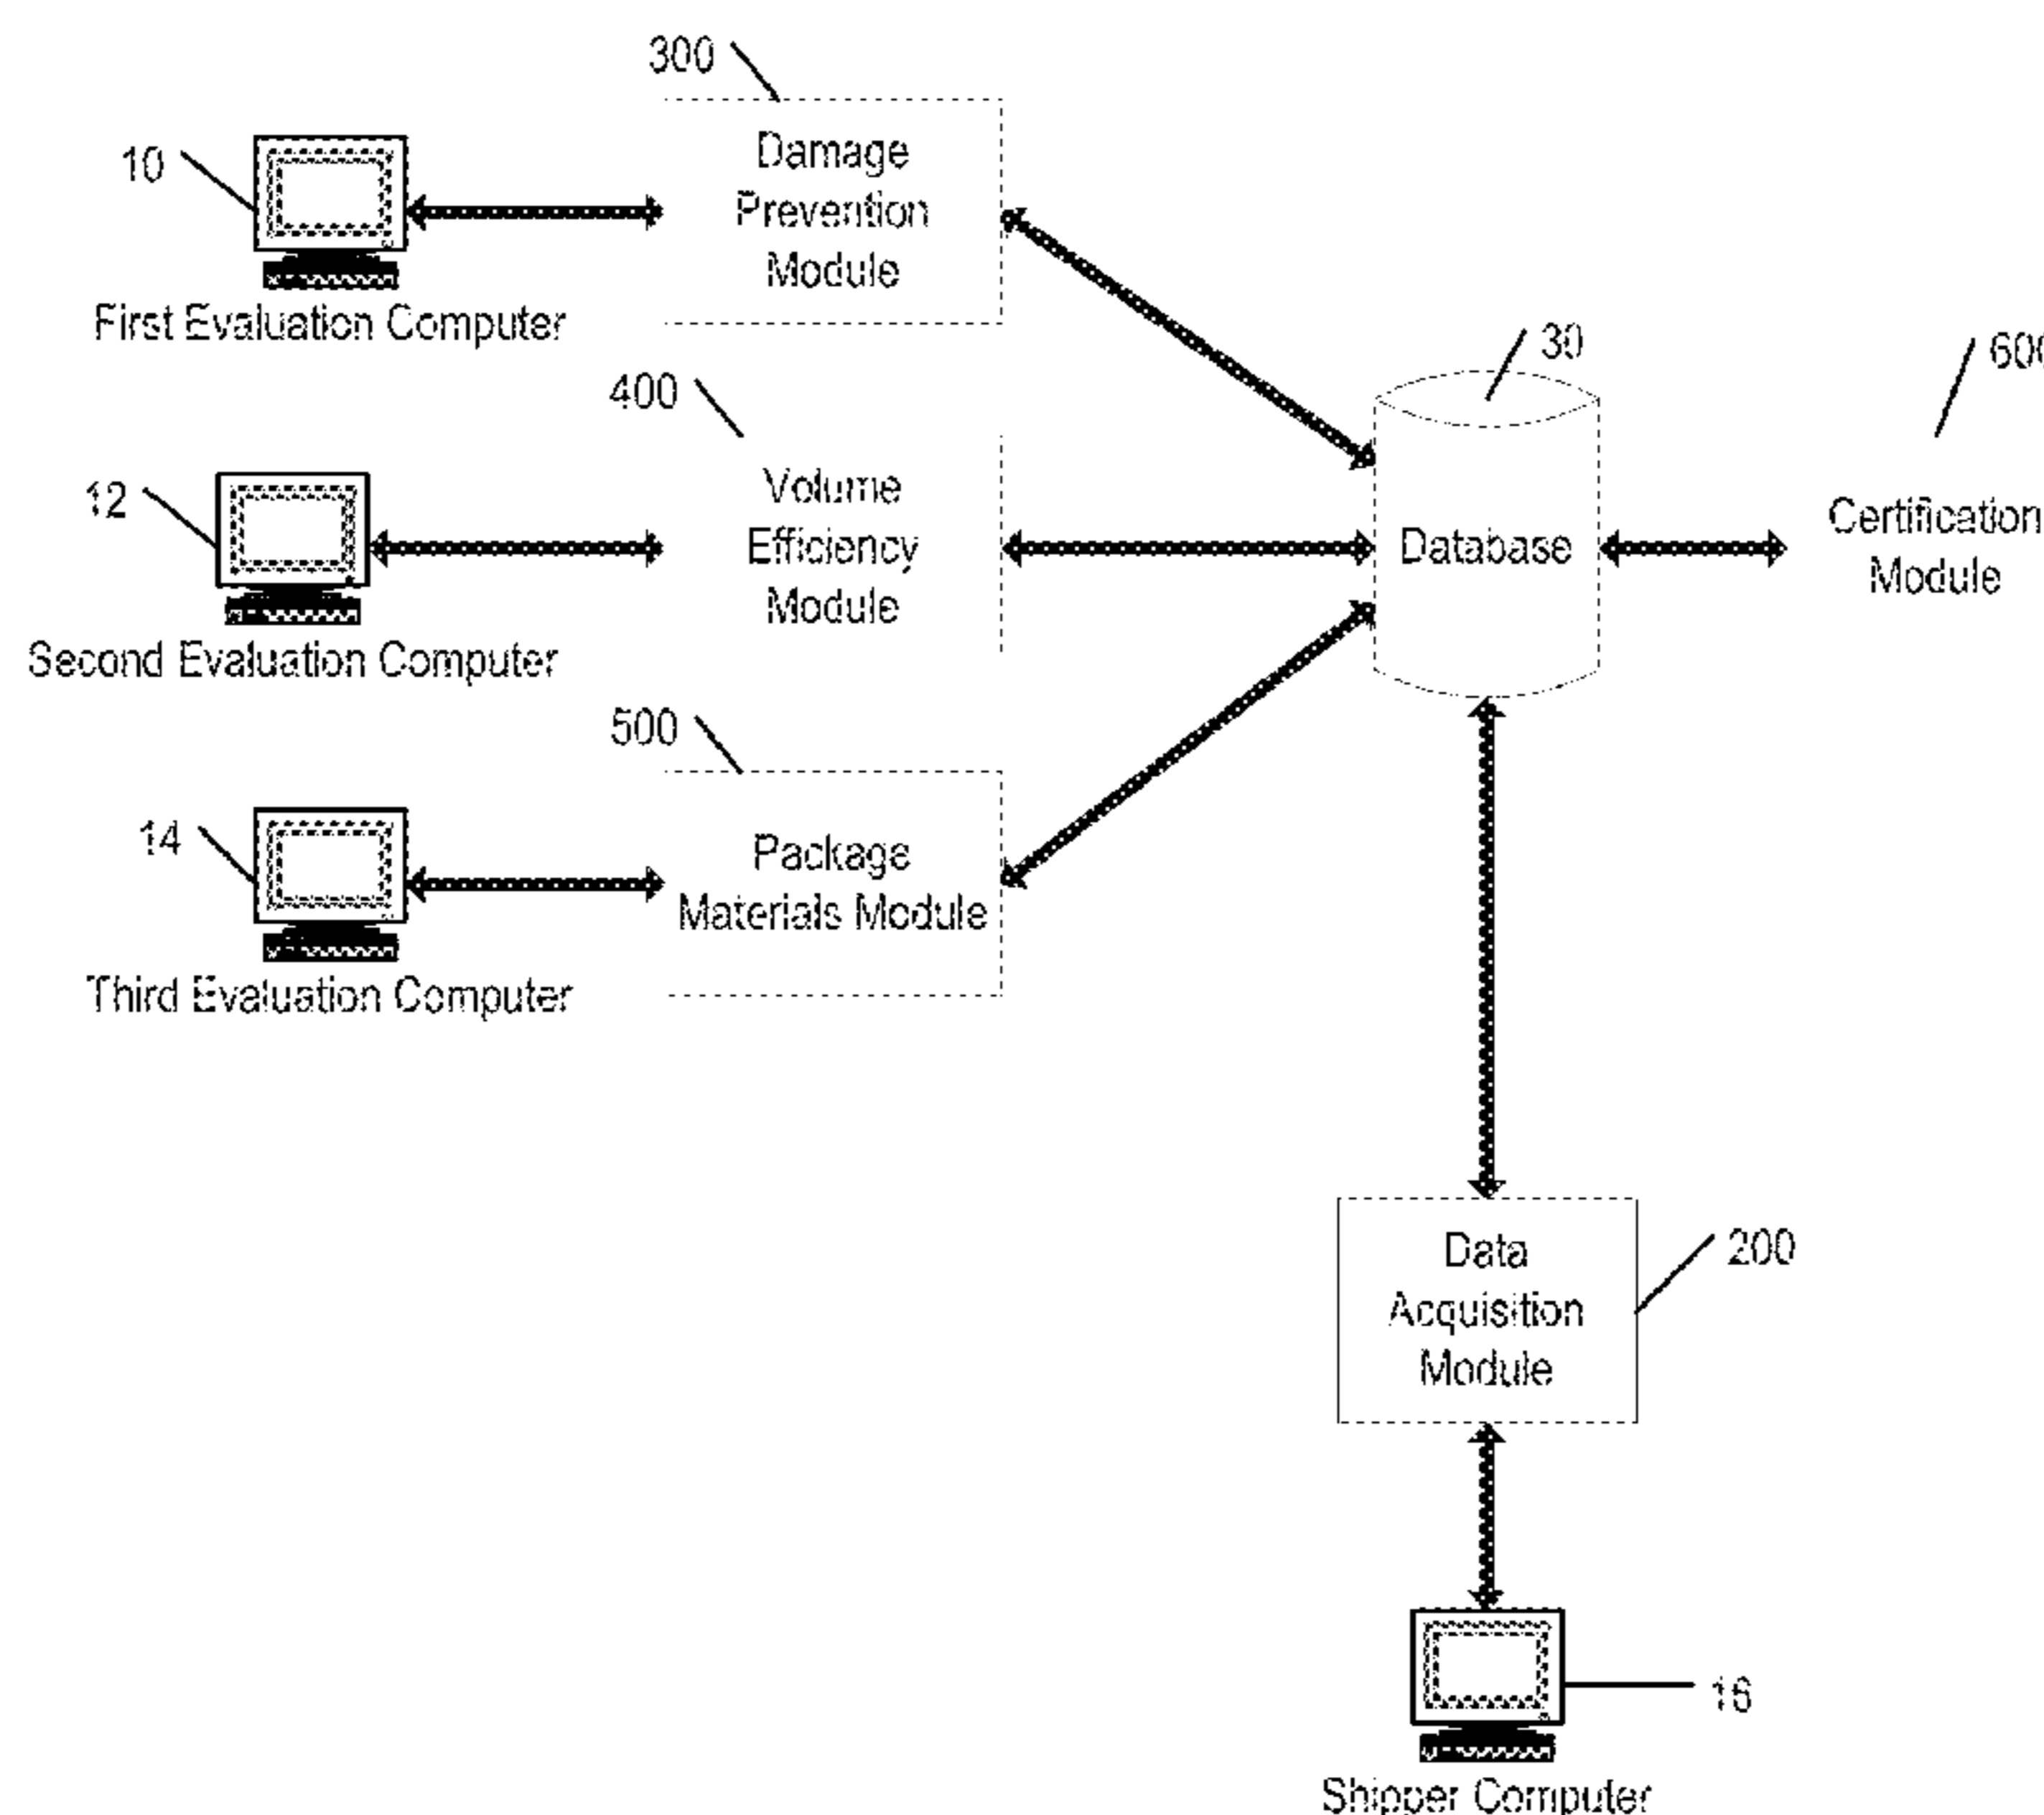 300
10
Damage
Prevention
Module
First Evaluation Computer
30
600
400
12
Volume
Efficiency
Module
Database
Certification
Module
Second Evaluation Computer
500
14
Package
Materials Module
Third Evaluation Computer
Data
Acquisition
Module
200
16
Shipper Computer